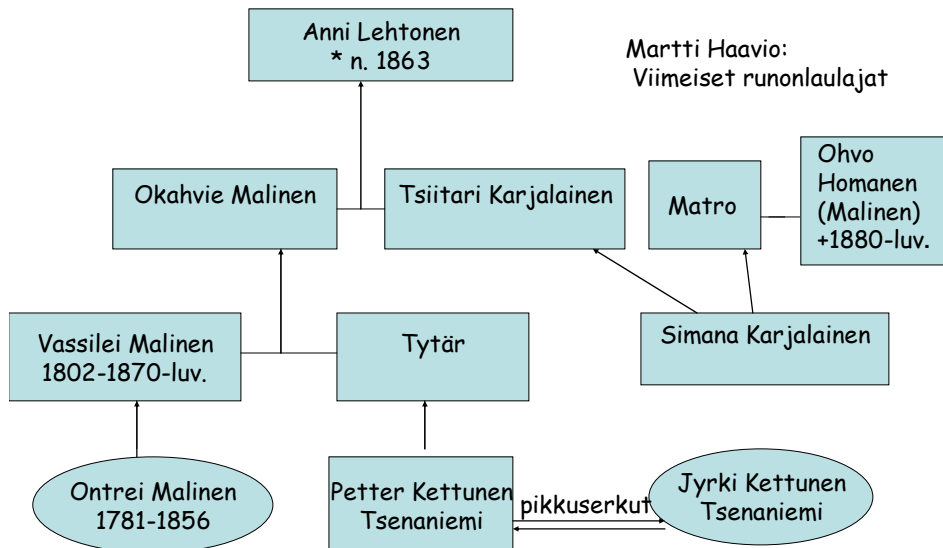 Anni Lehtonen
* n. 1863
Martti Haavio:
Viimeiset runonlaulajat
Okahvie Malinen
Tsiitari Karjalainen
Matro
Ohvo
Homanen
(Malinen)
+1880-luv.
Vassilei Malinen
1802-1870-luv.
Tytär
Simana Karjalainen
Ontrei Malinen
1781-1856
Petter Kettunen
Tsenaniemi
pikkuserkut
Jyrki Kettunen
Tsenaniemi